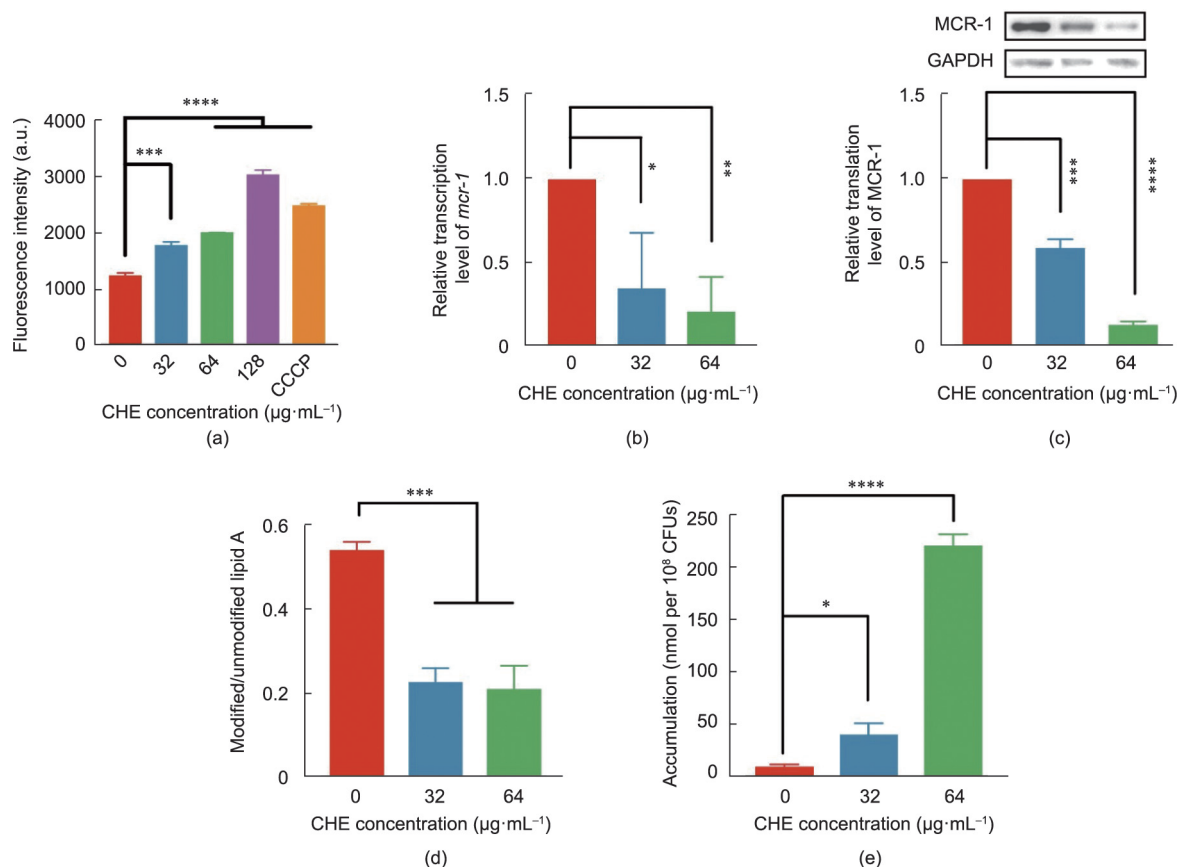 Fluorescence intensity (a.u.)
4000
3000
2000
1000
0
****
***
0 32 64 128 CCCP
CHE concentration (µg·mL⁻¹)
(a)
Relative transcription
level of mcr-1
1.5
1.0
0.5
0
*
**
0 32 64
CHE concentration (µg·mL⁻¹)
(b)
MCR-1
GAPDH
Relative translation
level of MCR-1
1.5
1.0
0.5
0
***
****
0 32 64
CHE concentration (µg·mL⁻¹)
(c)
Modified/unmodified lipid A
0.6
0.4
0.2
0
***
0 32 64
CHE concentration (µg·mL⁻¹)
(d)
Accumulation (nmol per 10⁸ CFUs)
250
200
150
100
50
0
****
*
0 32 64
CHE concentration (µg·mL⁻¹)
(e)